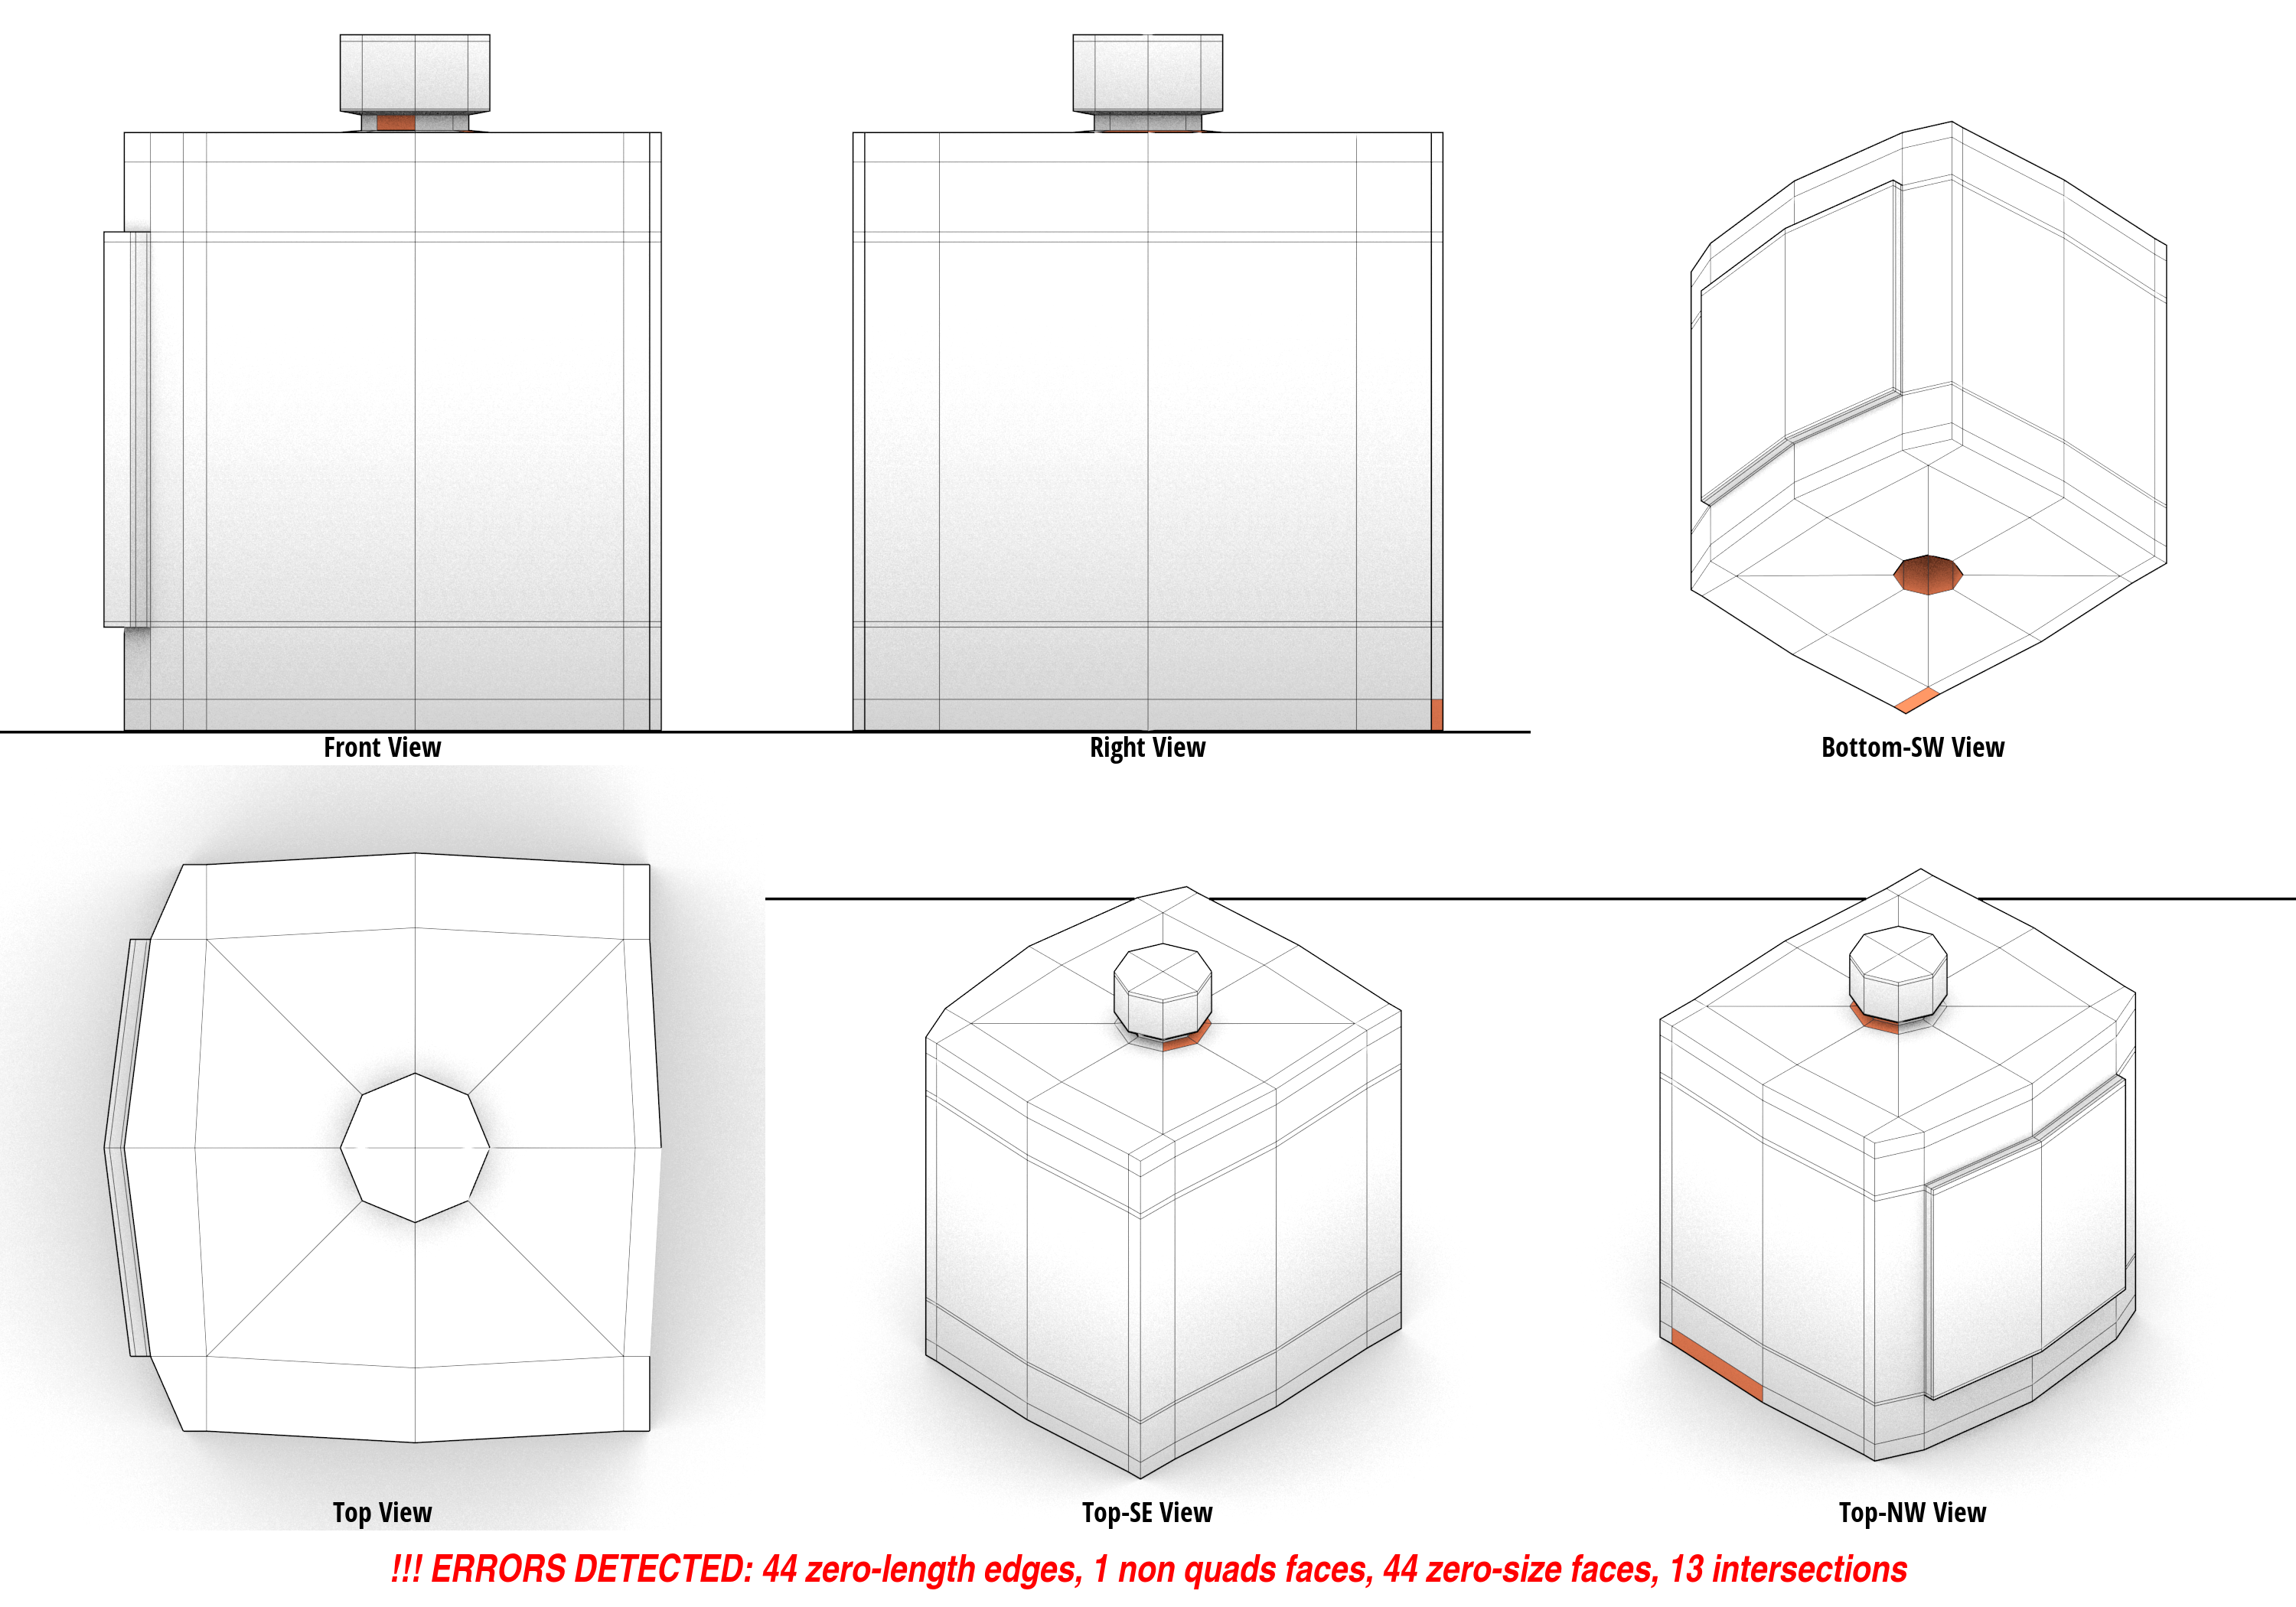 Front View
Right View
Bottom-SW View
Top View
Top-SE View
Top-NW View
!!! ERRORS DETECTED: 44 zero-length edges, 1 non quads faces, 44 zero-size faces, 13 intersections